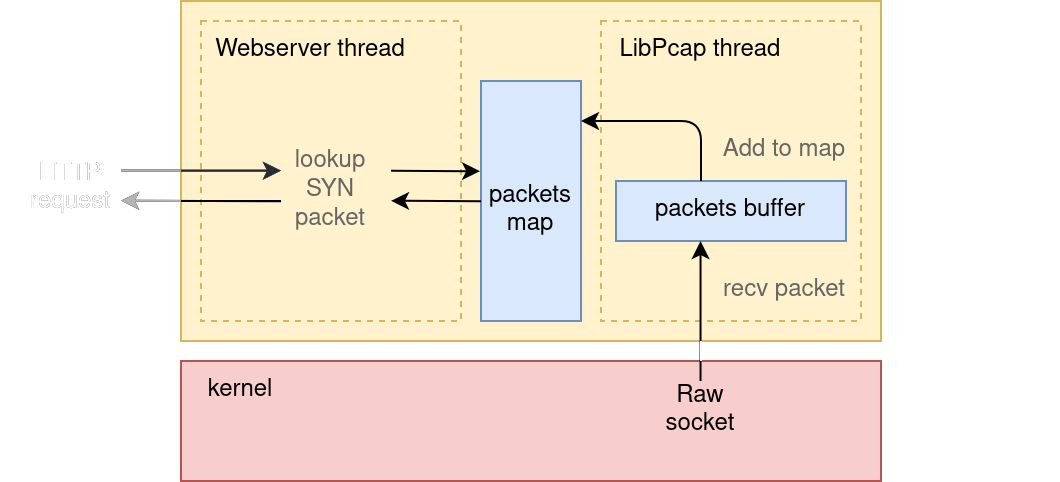 Webserver thread
LibPcap thread
HTTP
request
lookup
SYN
packet
packets
map
Add to map
packets buffer
recv packet
kernel
Raw
socket